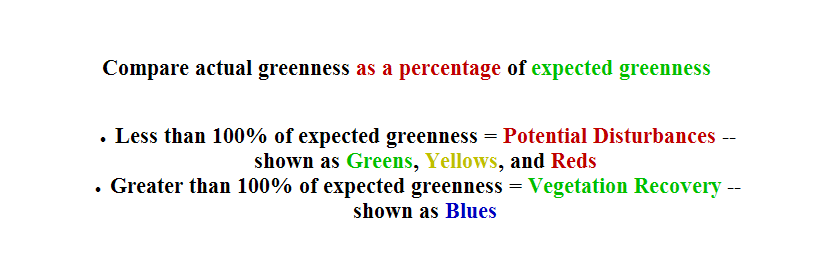 Compare actual greenness as a percentage of expected greenness
• Less than 100% of expected greenness = Potential Disturbances --
shown as Greens, Yellows, and Reds
• Greater than 100% of expected greenness = Vegetation Recovery --
shown as Blues